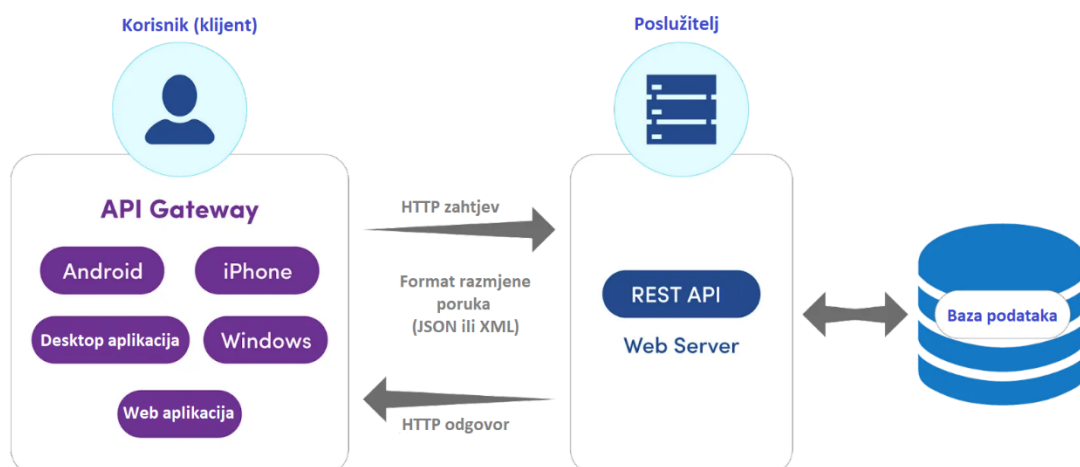 Korisnik (klijent)
Poslužitelj
API Gateway
Android
iPhone
Desktop aplikacija
Windows
Web aplikacija
HTTP zahtjev
Format razmjene
poruka
(JSON ili XML)
HTTP odgovor
REST API
Web Server
Baza podataka